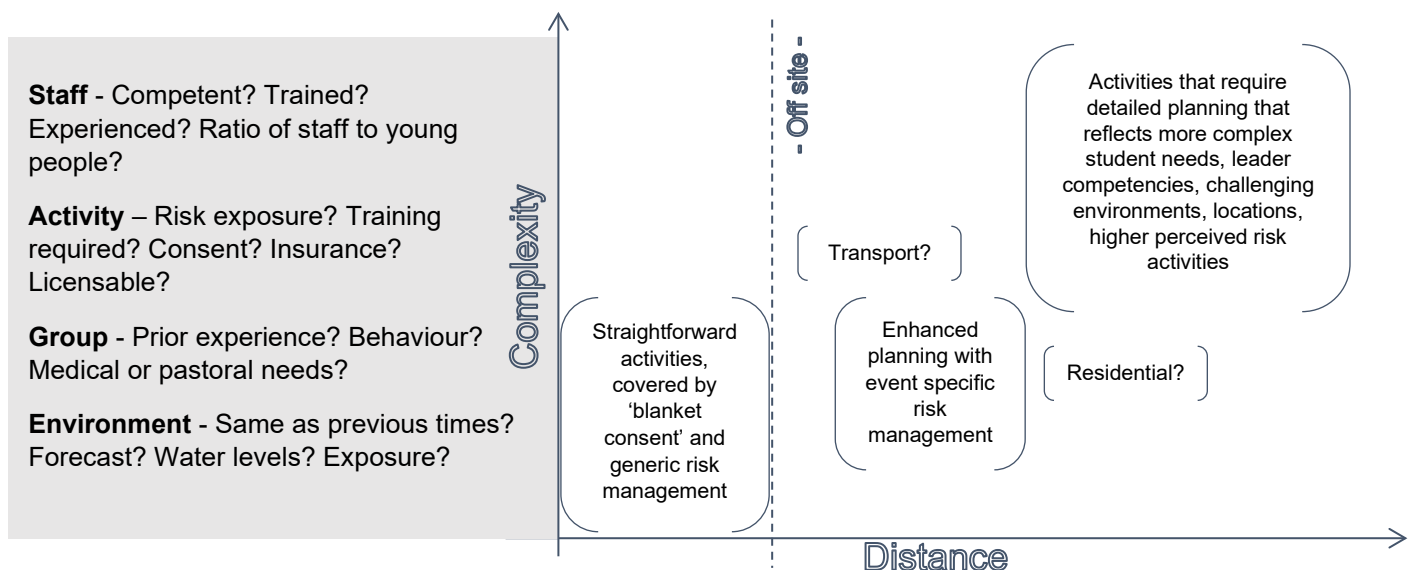 Staff - Competent? Trained?
Experienced? Ratio of staff to young
people?
Activity – Risk exposure? Training
required? Consent? Insurance?
Licensable?
Group - Prior experience? Behaviour?
Medical or pastoral needs?
Environment - Same as previous times?
Forecast? Water levels? Exposure?
Complexity
Straightforward
activities,
covered by
‘blanket
consent’ and
generic risk
management
- Off site -
Transport?
Enhanced
planning with
event specific
risk
management
Activities that require
detailed planning that
reflects more complex
student needs, leader
competencies, challenging
environments, locations,
higher perceived risk
activities
Residential?
Distance